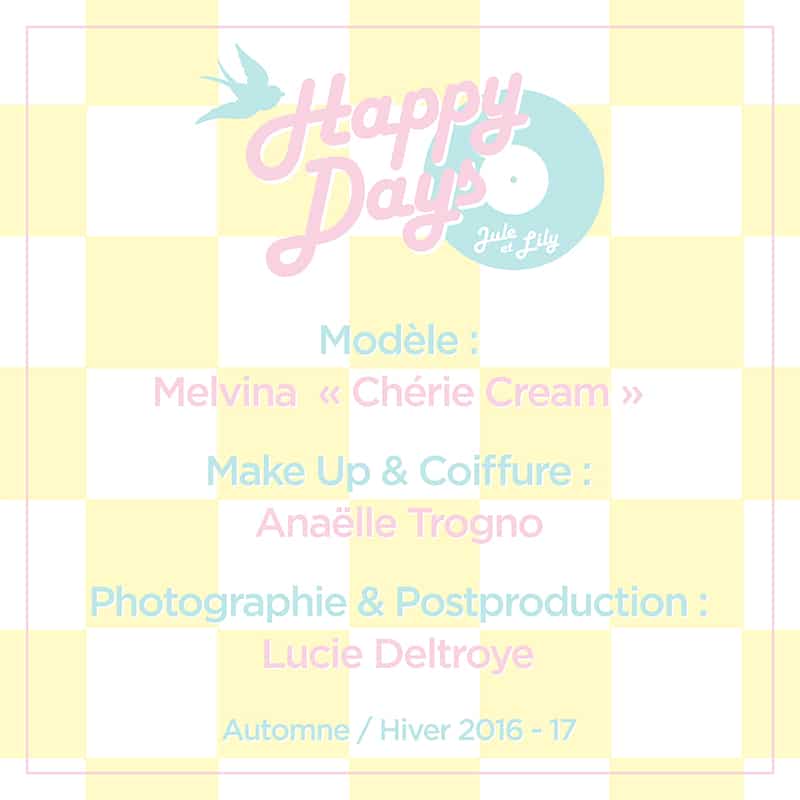 Happy
Days
Jule
et Lily
Modèle :
Melvina « Chérie Cream »
Make Up & Coiffure :
Anaëlle Trogno
Photographie & Postproduction :
Lucie Deltroye
Automne / Hiver 2016 - 17